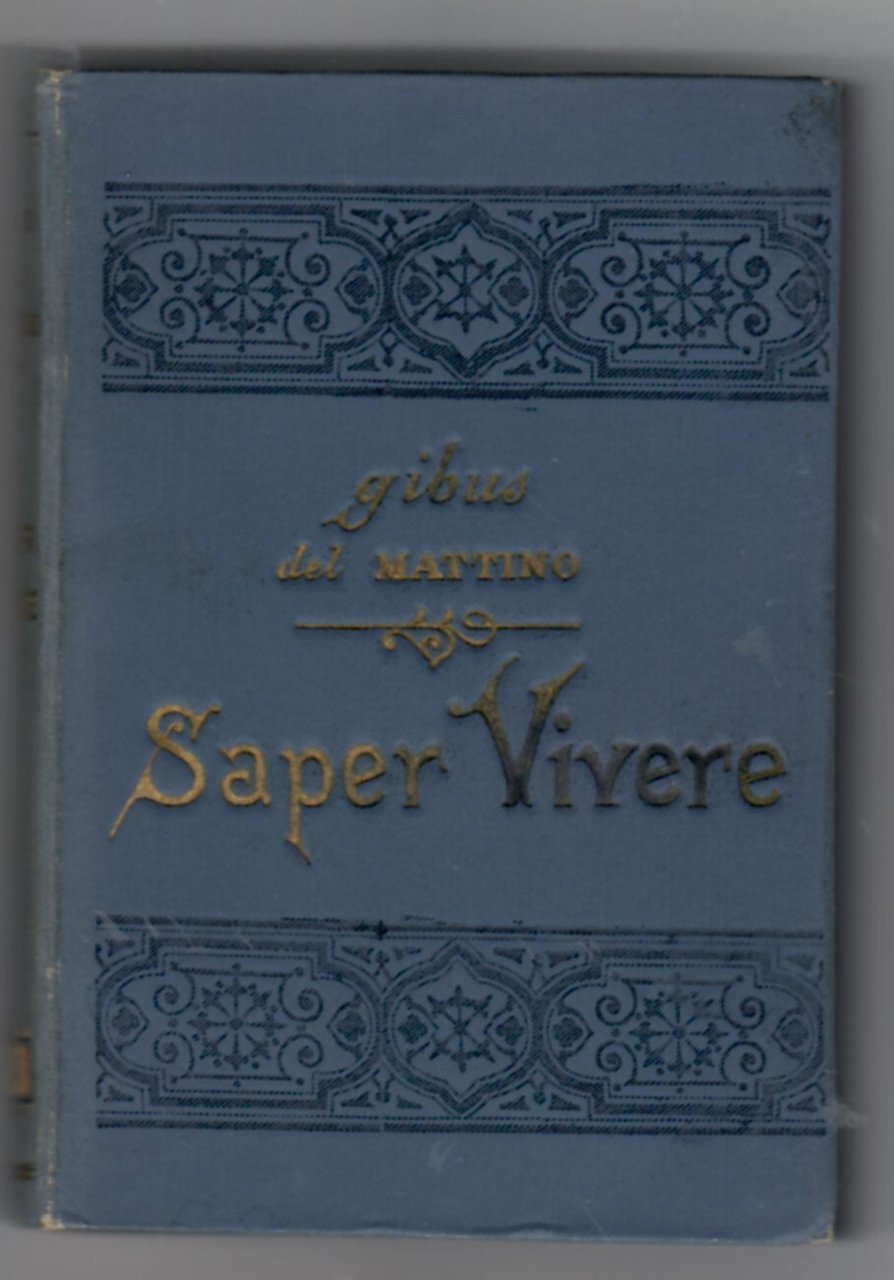 gibus
del MATTINO
Saper Vivere